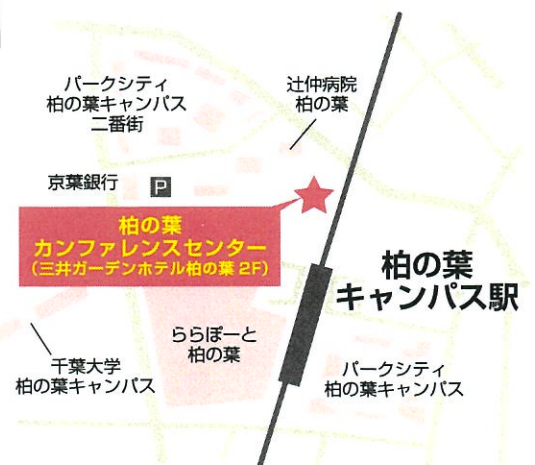 パークシティ
柏の葉キャンパス
二番街
辻仲病院
柏の葉
京葉銀行
P
柏の葉
カンファレンスセンター
(三井ガーデンホテル柏の葉 2F)
柏の葉
キャンパス駅
ららぽーと
柏の葉
千葉大学
柏の葉キャンパス
パークシティ
柏の葉キャンパス